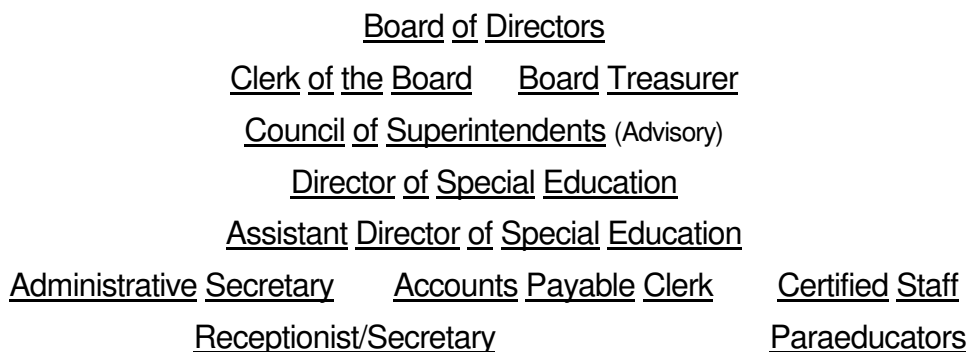 Board of Directors
Clerk of the Board Board Treasurer
Council of Superintendents (Advisory)
Director of Special Education
Assistant Director of Special Education
Administrative Secretary Accounts Payable Clerk Certified Staff
Receptionist/Secretary Paraeducators